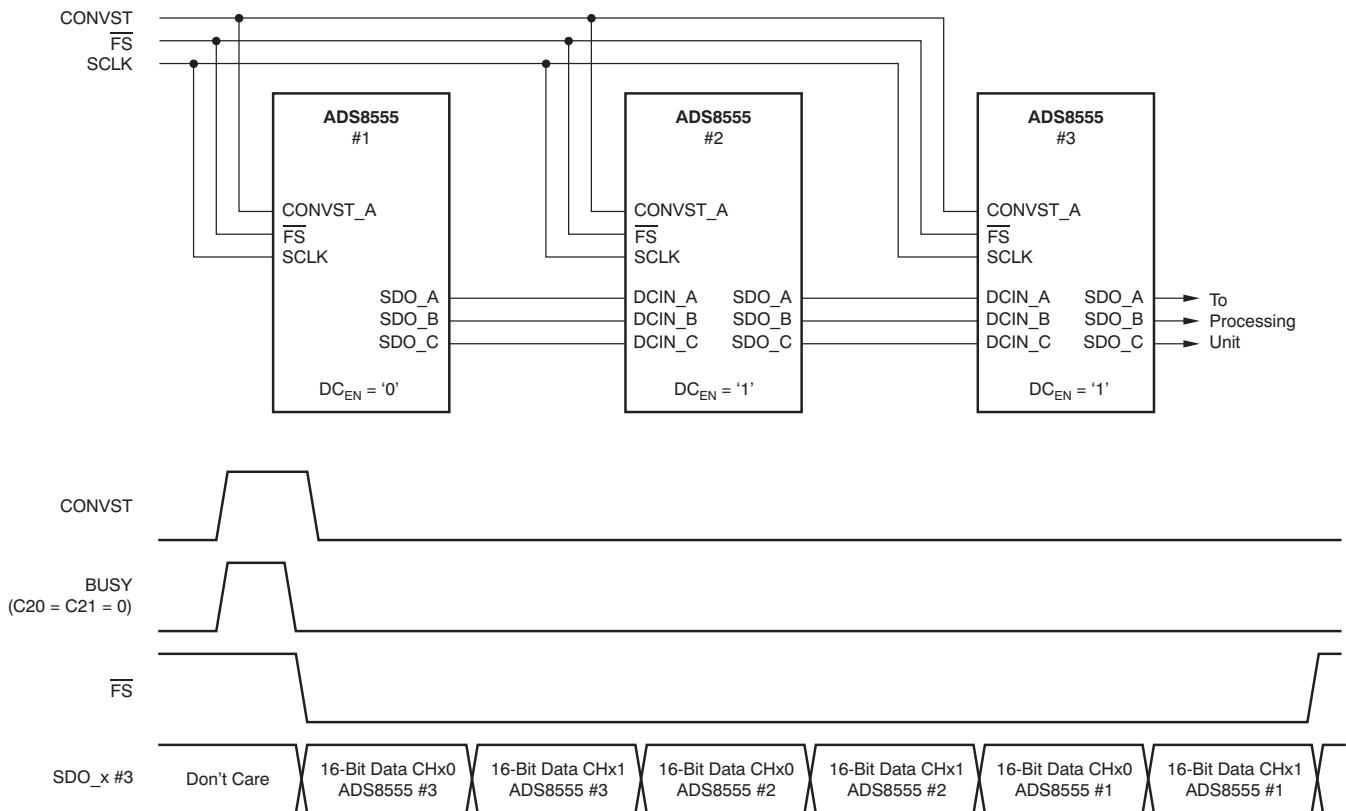 CONVST
FS
SCLK
ADS8555
#1
CONVST_A
FS
SCLK
SDO_A
SDO_B
SDO_C
DCEN = ‘0’
ADS8555
#2
CONVST_A
FS
SCLK
DCIN_A SDO_A
DCIN_B SDO_B
DCIN_C SDO_C
DCEN = ‘1’
ADS8555
#3
CONVST_A
FS
SCLK
DCIN_A SDO_A
DCIN_B SDO_B
DCIN_C SDO_C
DCEN = ‘1’
To
Processing
Unit
CONVST
BUSY
(C20 = C21 = 0)
FS
SDO_x #3
Don’t Care
16-Bit Data CHx0
ADS8555 #3
16-Bit Data CHx1
ADS8555 #3
16-Bit Data CHx0
ADS8555 #2
16-Bit Data CHx1
ADS8555 #2
16-Bit Data CHx0
ADS8555 #1
16-Bit Data CHx1
ADS8555 #1